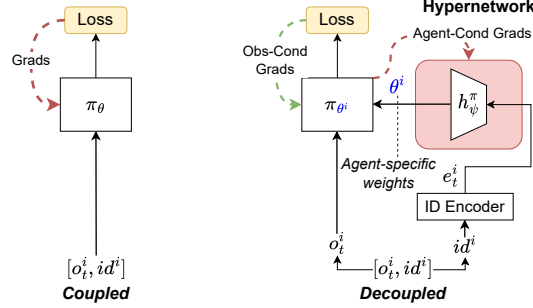 Loss
Grads
π_θ
[o_t^i, id^i]
Coupled
Hypernetwork
Loss
Agent-Cond Grads
Obs-Cond
Grads
π_{θ^i}
θ^i
h_ψ^π
Agent-specific
weights
e_t^i
ID Encoder
o_t^i
id^i
[o_t^i, id^i]
Decoupled